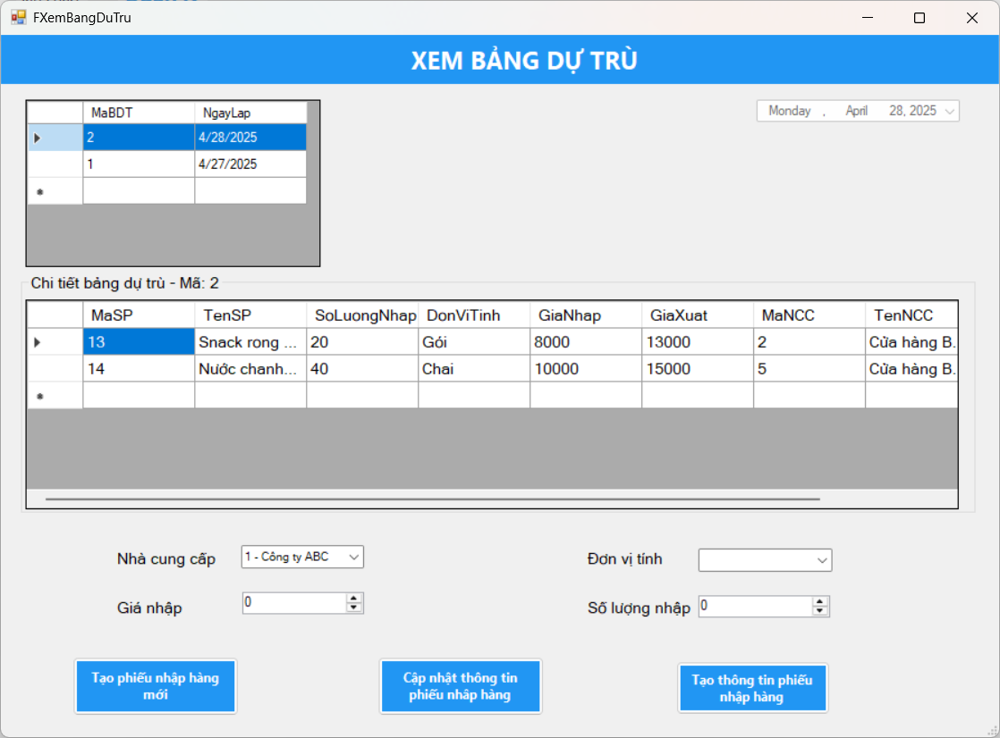 FXemBangDuTru
XEM BẢNG DỰ TRÙ
MaBDT NgayLap
2 4/28/2025
1 4/27/2025
Monday , April 28, 2025
Chi tiết bảng dự trù - Mã: 2
MaSP TenSP SoLuongNhap DonViTinh GiaNhap GiaXuat MaNCC TenNCC
13 Snack rong ... 20 Gói 8000 13000 2 Cửa hàng B.
14 Nước chanh... 40 Chai 10000 15000 5 Cửa hàng B.
Nhà cung cấp 1 - Công ty ABC Đơn vị tính
Giá nhập 0 Số lượng nhập 0
Tạo phiếu nhập hàng
mới
Cập nhật thông tin
phiếu nhâp hàng
Tạo thông tin phiếu
nhập hàng